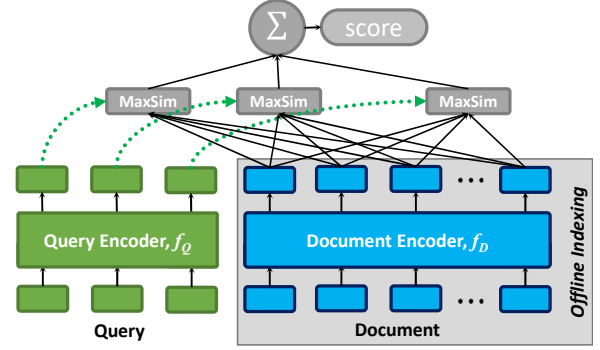 Σ
score
MaxSim
MaxSim
MaxSim
Query Encoder, f_Q
Document Encoder, f_D
Offline Indexing
Query
Document